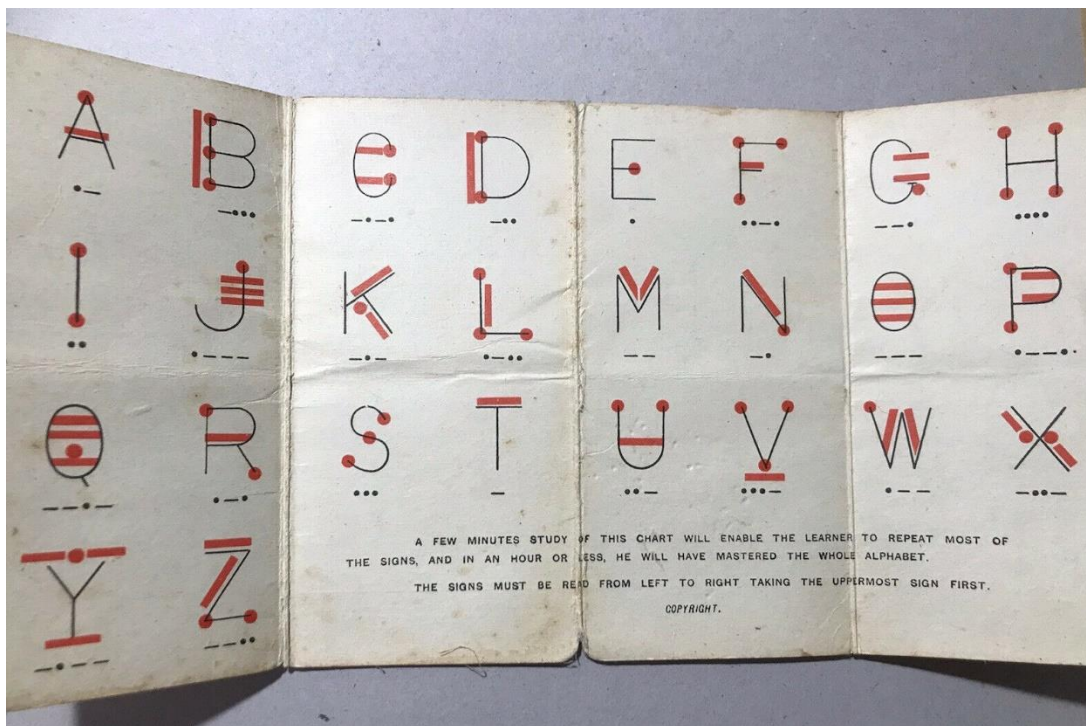 A B C D E F G H
•— —••• —•—• —•• • ••—• ——• ••••
I J K L M N O P
•• •——— —•— •—•• —— —• ——— •——•
Q R S T U V W X
——•— •—• ••• — ••— •••— •—— —••—
A FEW MINUTES STUDY OF THIS CHART WILL ENABLE THE LEARNER TO REPEAT MOST OF
THE SIGNS, AND IN AN HOUR OR LESS, HE WILL HAVE MASTERED THE WHOLE ALPHABET.
THE SIGNS MUST BE READ FROM LEFT TO RIGHT TAKING THE UPPERMOST SIGN FIRST.
COPYRIGHT.
Y Z
—•—— ——••